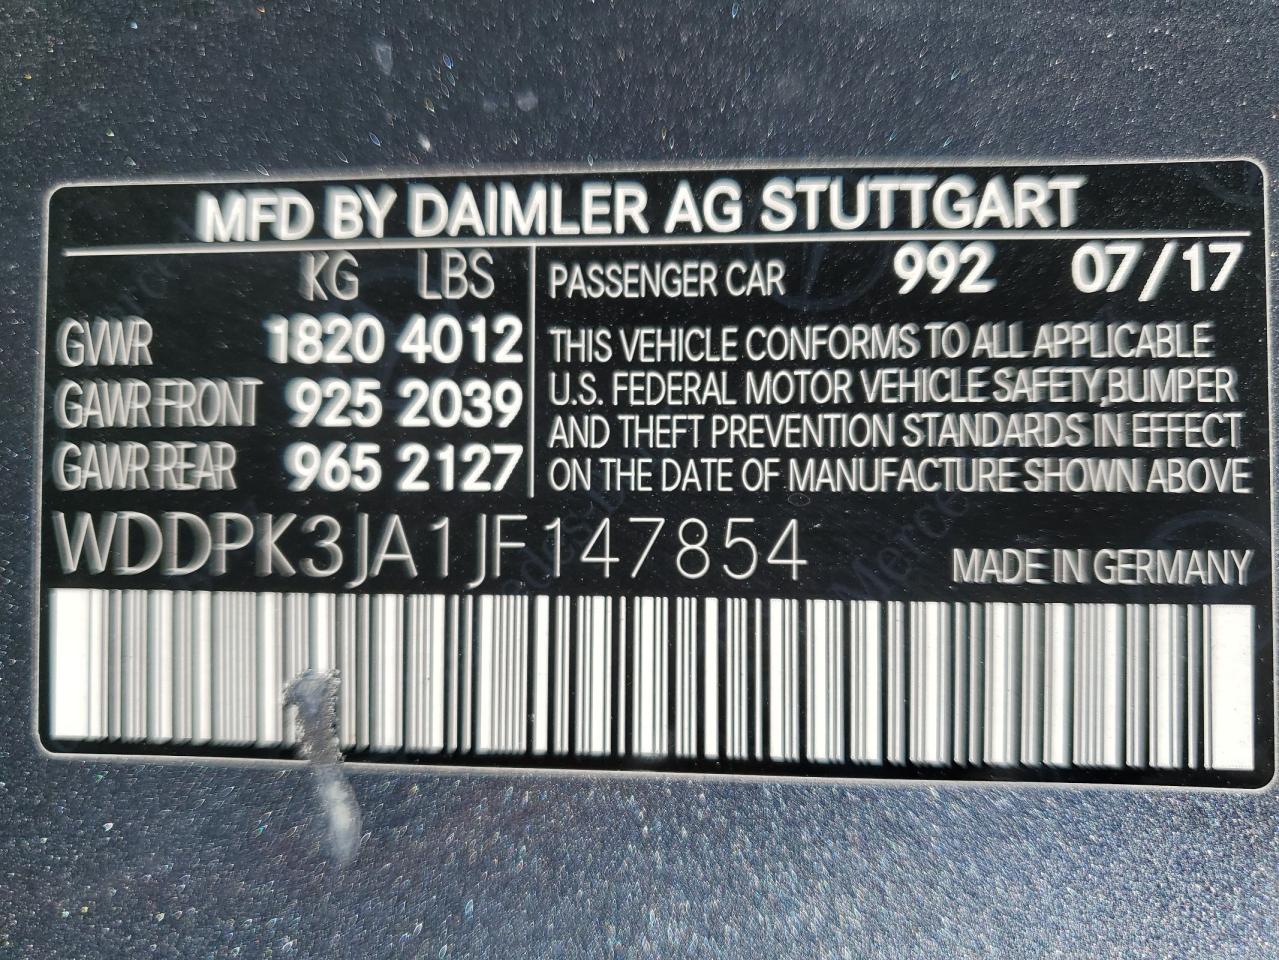 MFD BY DAIMLER AG STUTTGART
KG LBS
GVWR 1820 4012
GAWR FRONT 925 2039
GAWR REAR 965 2127
PASSENGER CAR 992 07/17
THIS VEHICLE CONFORMS TO ALL APPLICABLE
U.S. FEDERAL MOTOR VEHICLE SAFETY,BUMPER
AND THEFT PREVENTION STANDARDS IN EFFECT
ON THE DATE OF MANUFACTURE SHOWN ABOVE
WDDPK3JA1JF147854
MADE IN GERMANY